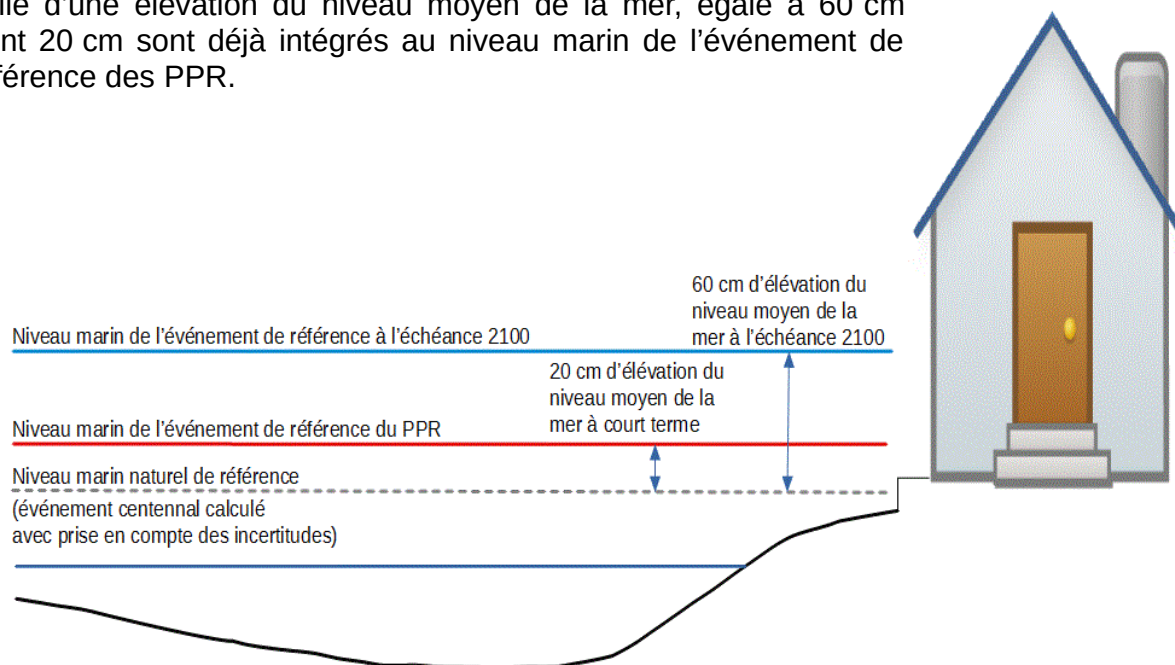 d'une élévation du niveau moyen de la mer, égale à 60 cm
20 cm sont déjà intégrés au niveau marin de l'événement de
des PPR.
60 cm d'élévation du
niveau moyen de la
mer à l'échéance 2100
Niveau marin de l'événement de référence à l'échéance 2100
20 cm d'élévation du
niveau moyen de la
mer à court terme
Niveau marin de l'événement de référence du PPR
Niveau marin naturel de référence
(événement centennal calculé
avec prise en compte des incertitudes)